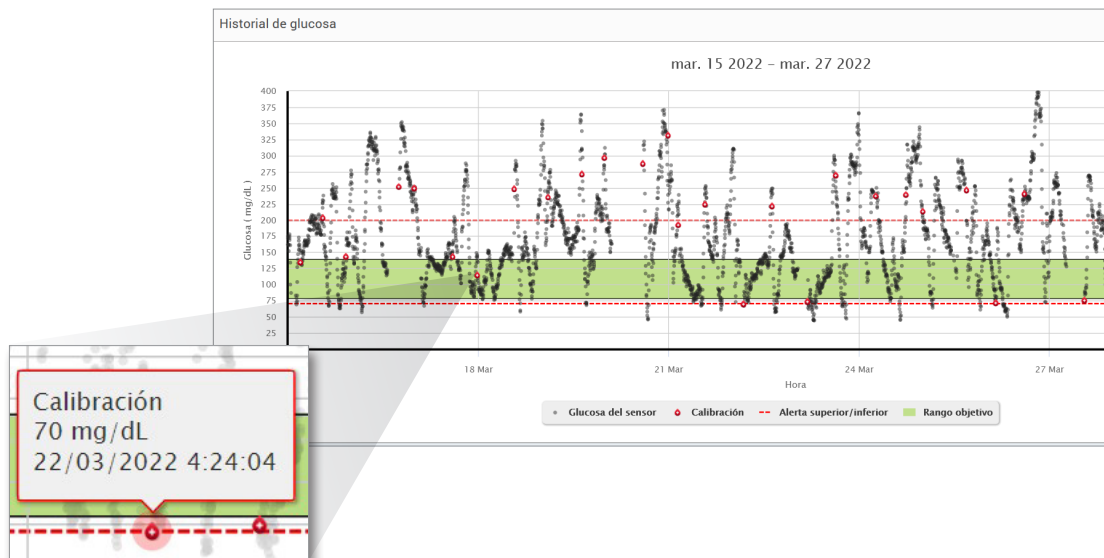 Historial de glucosa
mar. 15 2022 – mar. 27 2022
Glucosa ( mg/dL )
400
375
350
325
300
275
250
225
200
175
150
125
100
75
50
25
18 Mar
21 Mar
24 Mar
27 Mar
Hora
Glucosa del sensor
Calibración
Alerta superior/inferior
Rango objetivo
Calibración
70 mg/dL
22/03/2022 4:24:04